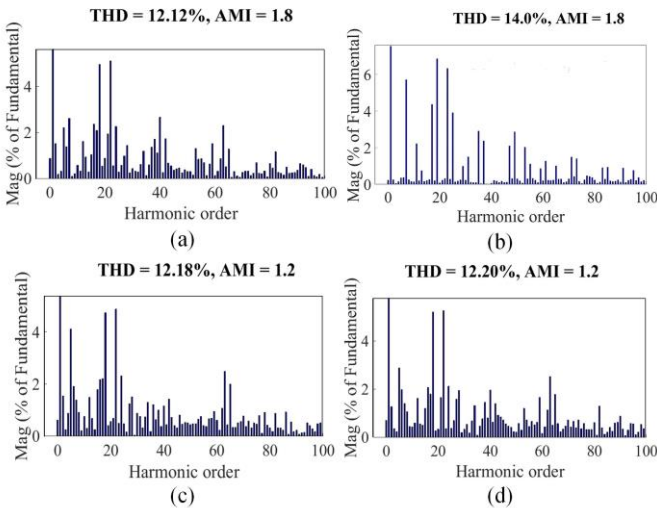 THD = 12.12%, AMI = 1.8
THD = 14.0%, AMI = 1.8
Mag (% of Fundamental)
4
2
0
0 20 40 60 80 100
Harmonic order
(a)
Mag (% of Fundamental)
6
4
2
0
0 20 40 60 80 100
Harmonic order
(b)
THD = 12.18%, AMI = 1.2
THD = 12.20%, AMI = 1.2
Mag (% of Fundamental)
4
2
0
0 20 40 60 80 100
Harmonic order
(c)
Mag (% of Fundamental)
4
2
0
0 20 40 60 80 100
Harmonic order
(d)